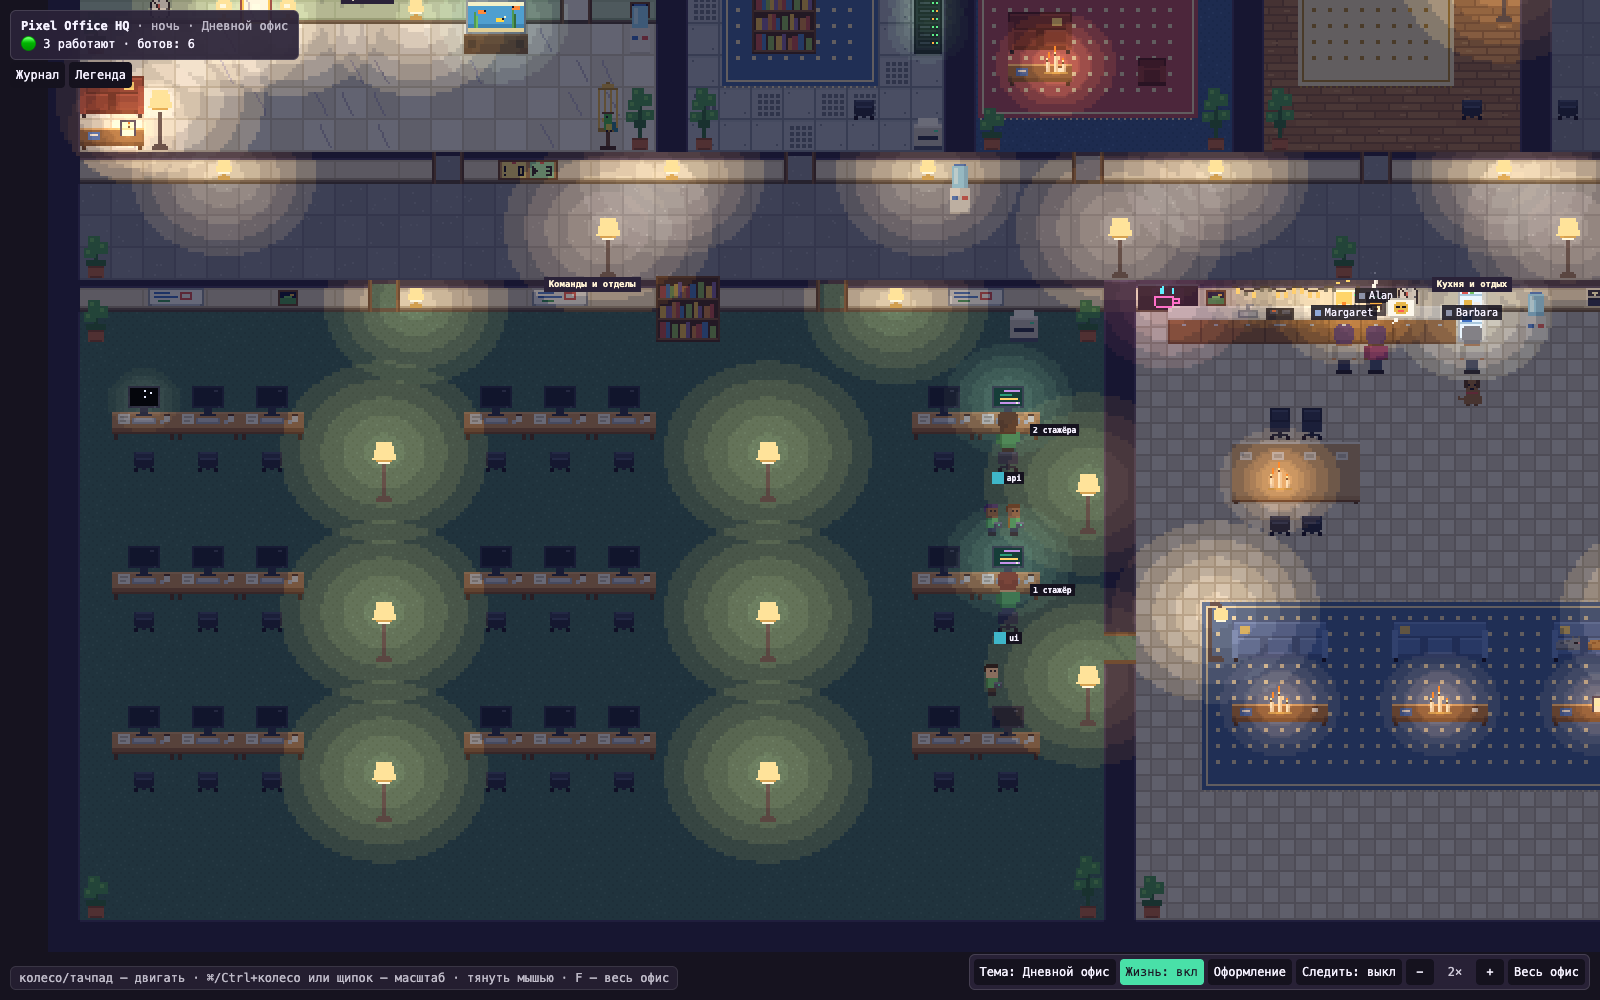 Pixel Office HQ · ночь · Дневной офис
3 работают · ботов: 6
Журнал
Легенда
! 0 3
Команды и отделы
Кухня и отдых
Alan
Margaret
Barbara
2 стажёра
api
1 стажёр
ui
колесо/тачпад — двигать · ⌘/Ctrl+колесо или щипок — масштаб · тянуть мышью · F — весь офис
Тема: Дневной офис
Жизнь: вкл
Оформление
Следить: выкл
−
2×
+
Весь офис